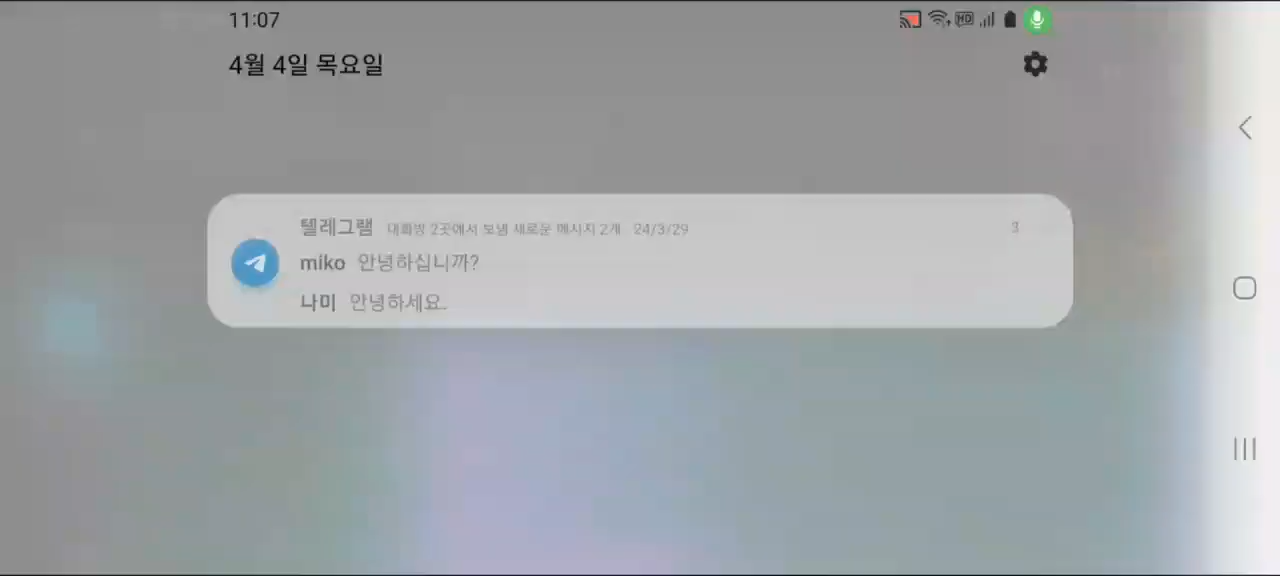 11:07
HD
4월 4일 목요일
텔레그램 대화방 2곳에서 보냄 새로운 메시지 2개 24/3/29 3
miko 안녕하십니까?
나미 안녕하세요.